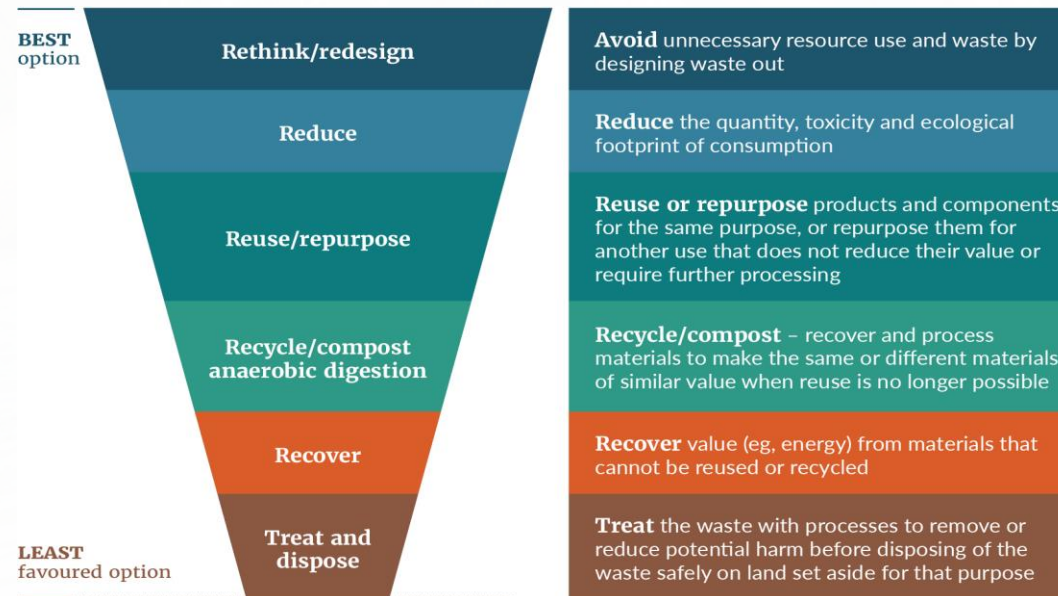 BEST
option
Rethink/redesign
Avoid unnecessary resource use and waste by
designing waste out
Reduce
Reduce the quantity, toxicity and ecological
footprint of consumption
Reuse/repurpose
Reuse or repurpose products and components
for the same purpose, or repurpose them for
another use that does not reduce their value or
require further processing
Recycle/compost
anaerobic digestion
Recycle/compost – recover and process
materials to make the same or different materials
of similar value when reuse is no longer possible
Recover
Recover value (eg, energy) from materials that
cannot be reused or recycled
LEAST
favoured option
Treat and
dispose
Treat the waste with processes to remove or
reduce potential harm before disposing of the
waste safely on land set aside for that purpose